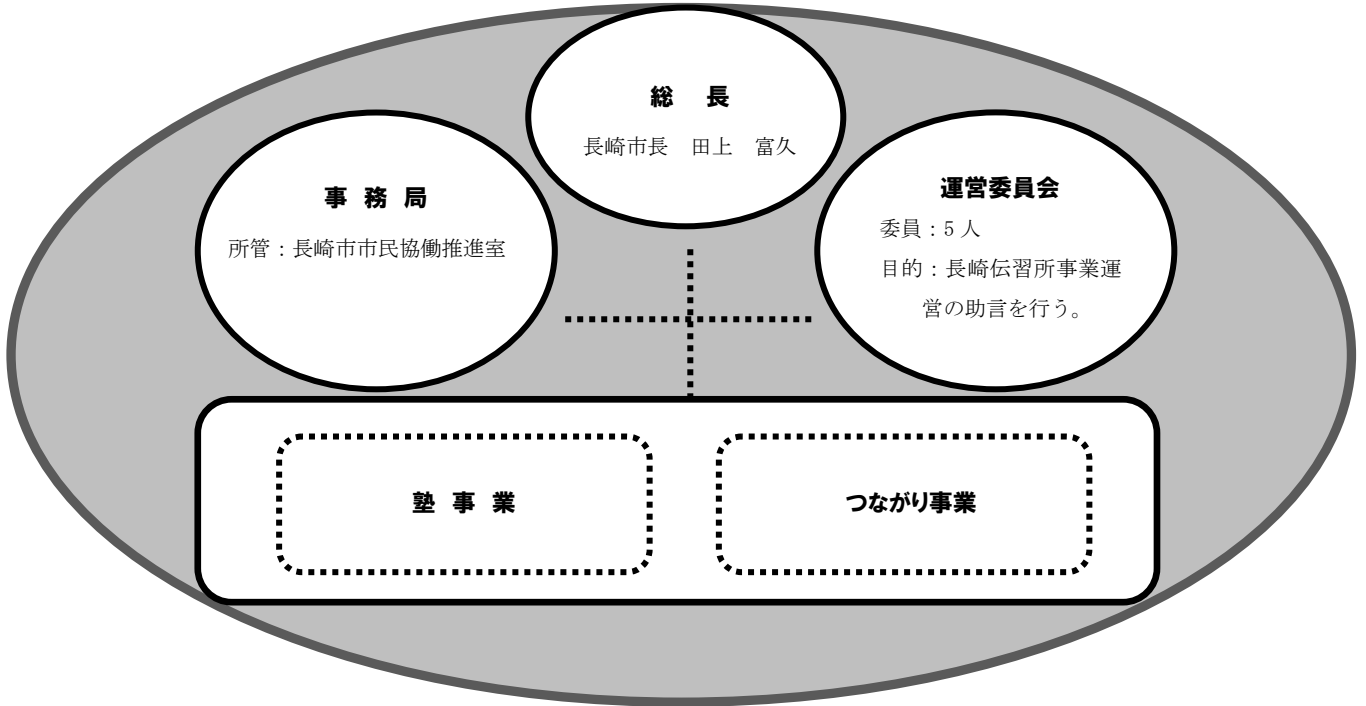 総　長
長崎市長　田上　富久
事 務 局
所管：長崎市市民協働推進室
運営委員会
委員：5 人
目的：長崎伝習所事業運
営の助言を行う。
塾 事 業
つながり事業